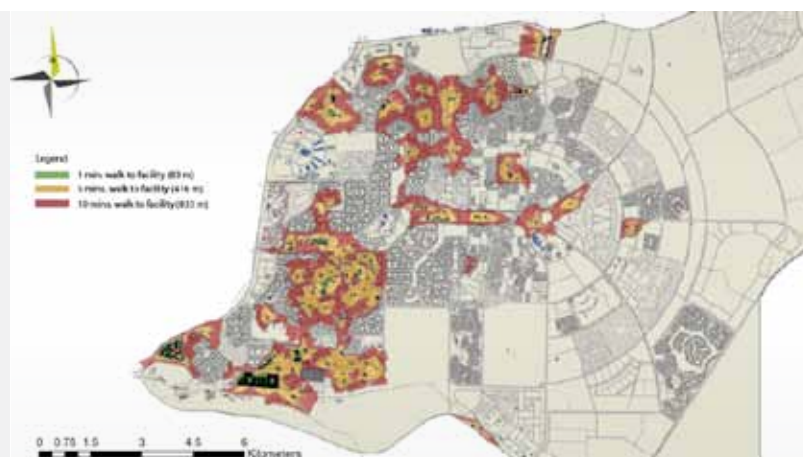 Legend
1 min. walk to facility (83 m)
5 mins. walk to facility (416 m)
10 mins. walk to facility (833 m)
0 0.75 1.5 3 4.5 6
Kilometers